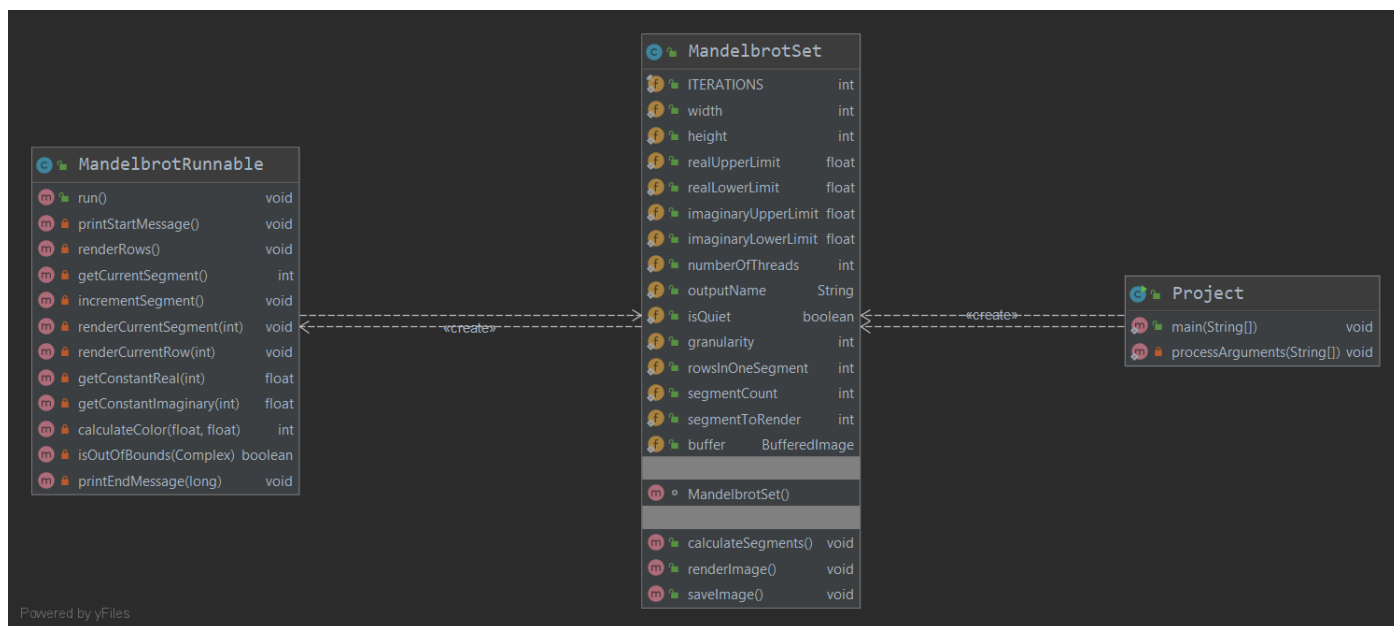 MandelbrotRunnable
run() void
printStartMessage() void
renderRows() void
getCurrentSegment() int
incrementSegment() void
renderCurrentSegment(int) void
renderCurrentRow(int) void
getConstantReal(int) float
getConstantImaginary(int) float
calculateColor(float, float) int
isOutOfBounds(Complex) boolean
printEndMessage(long) void
«create»
MandelbrotSet
ITERATIONS int
width int
height int
realUpperLimit float
realLowerLimit float
imaginaryUpperLimit float
imaginaryLowerLimit float
numberOfThreads int
outputName String
isQuiet boolean
granularity int
rowsInOneSegment int
segmentCount int
segmentToRender int
buffer BufferedImage
MandelbrotSet()
calculateSegments() void
renderImage() void
saveImage() void
«create»
Project
main(String[]) void
processArguments(String[]) void
Powered by yFiles